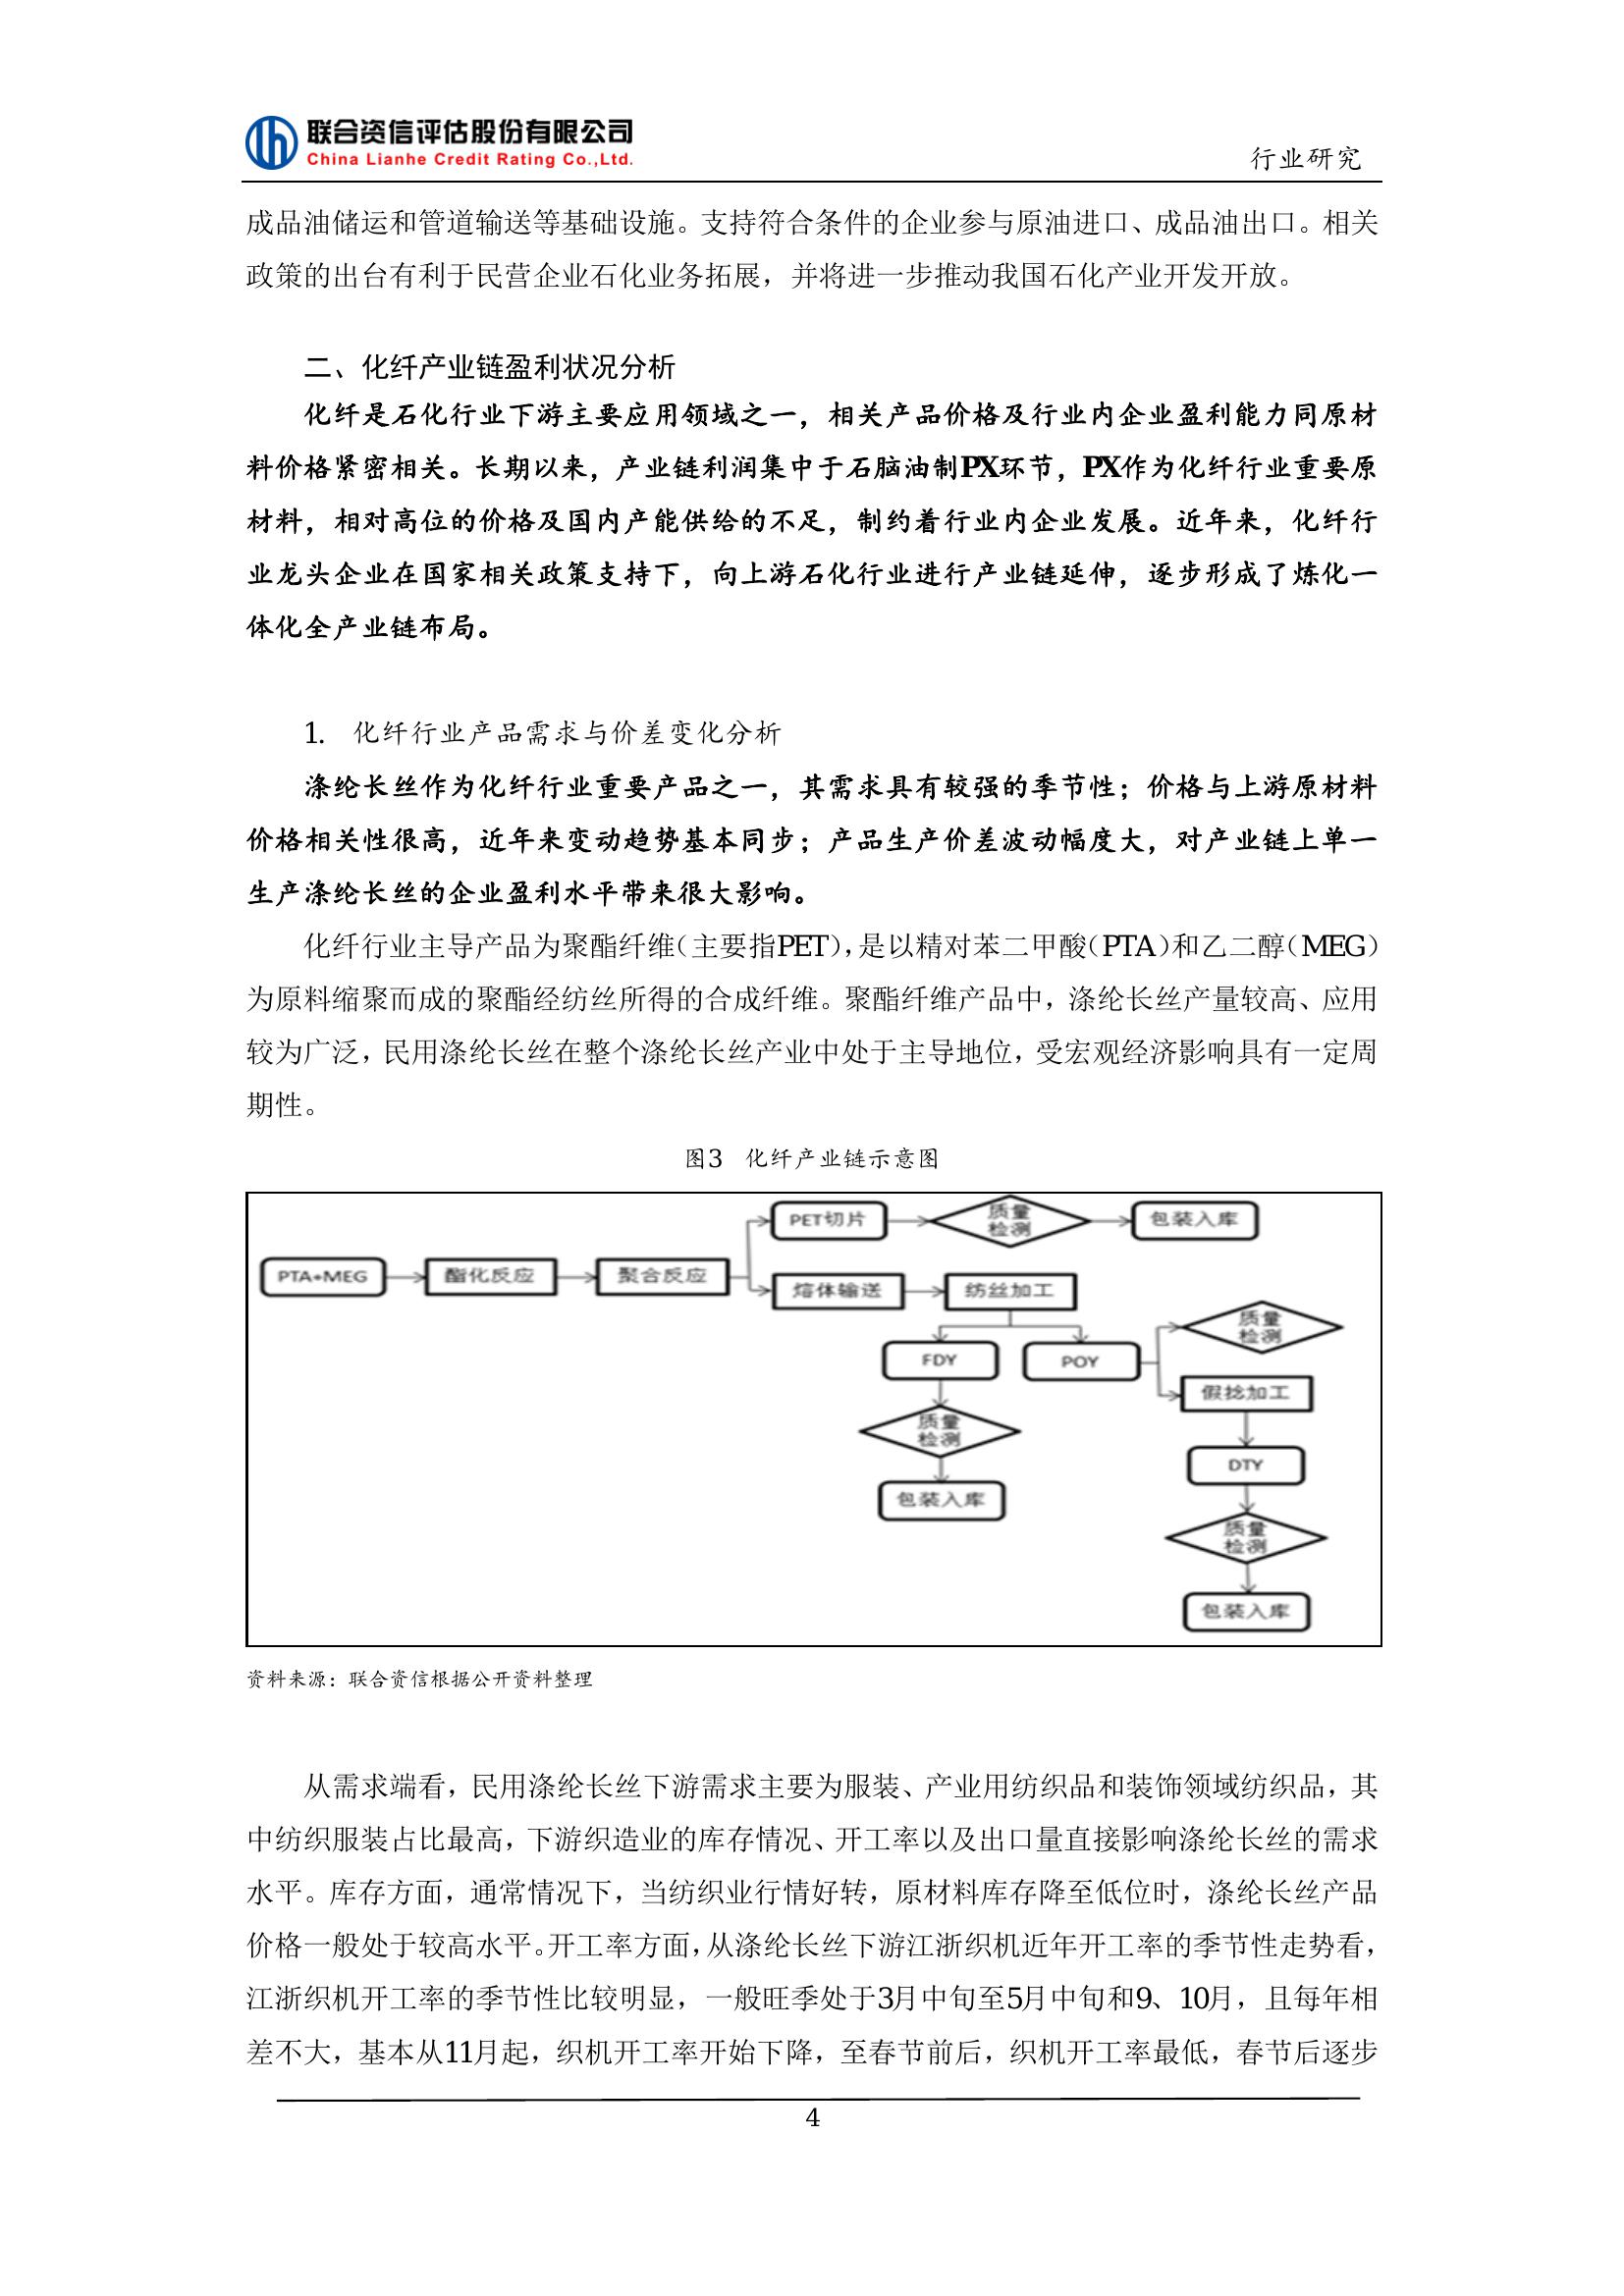 联合资信评估股份有限公司
China Lianhe Credit Rating Co.,Ltd.
行业研究
成品油储运和管道输送等基础设施。支持符合条件的企业参与原油进口、成品油出口。相关
政策的出台有利于民营企业石化业务拓展，并将进一步推动我国石化产业开发开放。
二、化纤产业链盈利状况分析
化纤是石化行业下游主要应用领域之一，相关产品价格及行业内企业盈利能力同原材
料价格紧密相关。长期以来，产业链利润集中于石脑油制PX环节，PX作为化纤行业重要原
材料，相对高位的价格及国内产能供给的不足，制约着行业内企业发展。近年来，化纤行
业龙头企业在国家相关政策支持下，向上游石化行业进行产业链延伸，逐步形成了炼化一
体化全产业链布局。
1. 化纤行业产品需求与价差变化分析
涤纶长丝作为化纤行业重要产品之一，其需求具有较强的季节性；价格与上游原材料
价格相关性很高，近年来变动趋势基本同步；产品生产价差波动幅度大，对产业链上单一
生产涤纶长丝的企业盈利水平带来很大影响。
化纤行业主导产品为聚酯纤维（主要指PET），是以精对苯二甲酸（PTA）和乙二醇（MEG）
为原料缩聚而成的聚酯经纺丝所得的合成纤维。聚酯纤维产品中，涤纶长丝产量较高、应用
较为广泛，民用涤纶长丝在整个涤纶长丝产业中处于主导地位，受宏观经济影响具有一定周
期性。
图3 化纤产业链示意图
PET切片
质量
检测
包装入库
PTA+MEG
酯化反应
聚合反应
熔体输送
纺丝加工
质量
检测
FDY
POY
假捻加工
质量
检测
DTY
包装入库
质量
检测
包装入库
资料来源：联合资信根据公开资料整理
从需求端看，民用涤纶长丝下游需求主要为服装、产业用纺织品和装饰领域纺织品，其
中纺织服装占比最高，下游织造业的库存情况、开工率以及出口量直接影响涤纶长丝的需求
水平。库存方面，通常情况下，当纺织业行情好转，原材料库存降至低位时，涤纶长丝产品
价格一般处于较高水平。开工率方面，从涤纶长丝下游江浙织机近年开工率的季节性走势看，
江浙织机开工率的季节性比较明显，一般旺季处于3月中旬至5月中旬和9、10月，且每年相
差不大，基本从11月起，织机开工率开始下降，至春节前后，织机开工率最低，春节后逐步
4